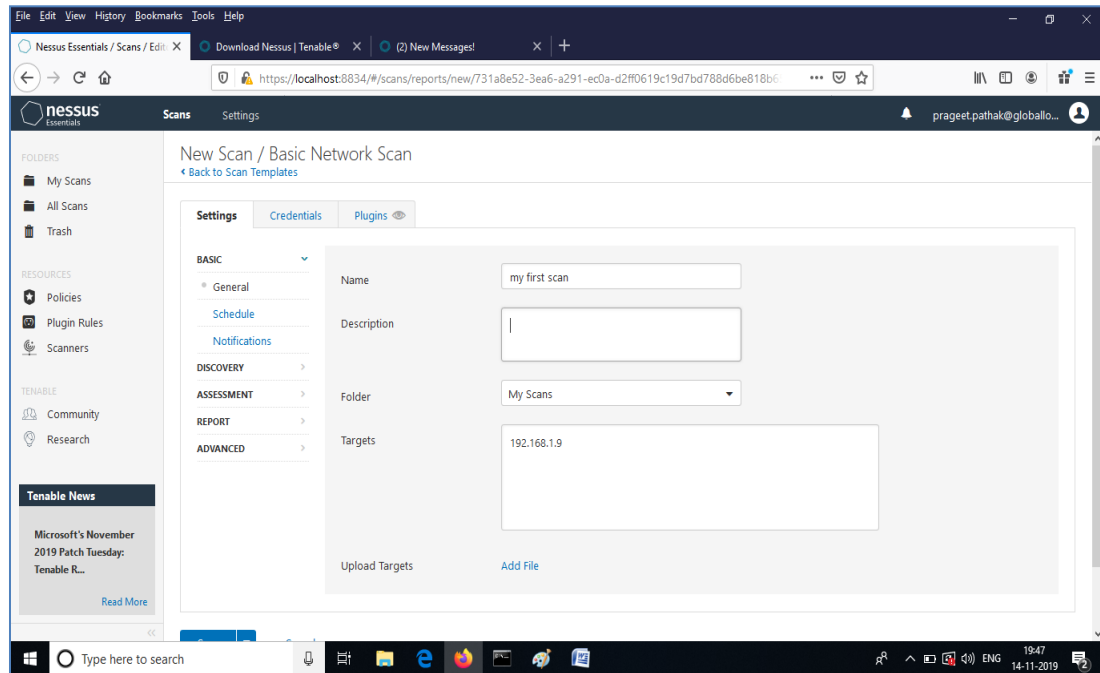 File Edit View History Bookmarks Tools Help
Nessus Essentials / Scans / Edit
Download Nessus | Tenable®
(2) New Messages!
https://localhost:8834/#/scans/reports/new/731a8e52-3ea6-a291-ec0a-d2ff0619c19d7bd788d6be818b6
nessus
Essentials
Scans
Settings
prageet.pathak@globallo...
FOLDERS
My Scans
All Scans
Trash
RESOURCES
Policies
Plugin Rules
Scanners
TENABLE
Community
Research
Tenable News
Microsoft's November
2019 Patch Tuesday:
Tenable R...
Read More
New Scan / Basic Network Scan
Back to Scan Templates
Settings
Credentials
Plugins
BASIC
General
Schedule
Notifications
DISCOVERY
ASSESSMENT
REPORT
ADVANCED
Name
my first scan
Description
Folder
My Scans
Targets
192.168.1.9
Upload Targets
Add File
Type here to search
ENG
19:47
14-11-2019
2